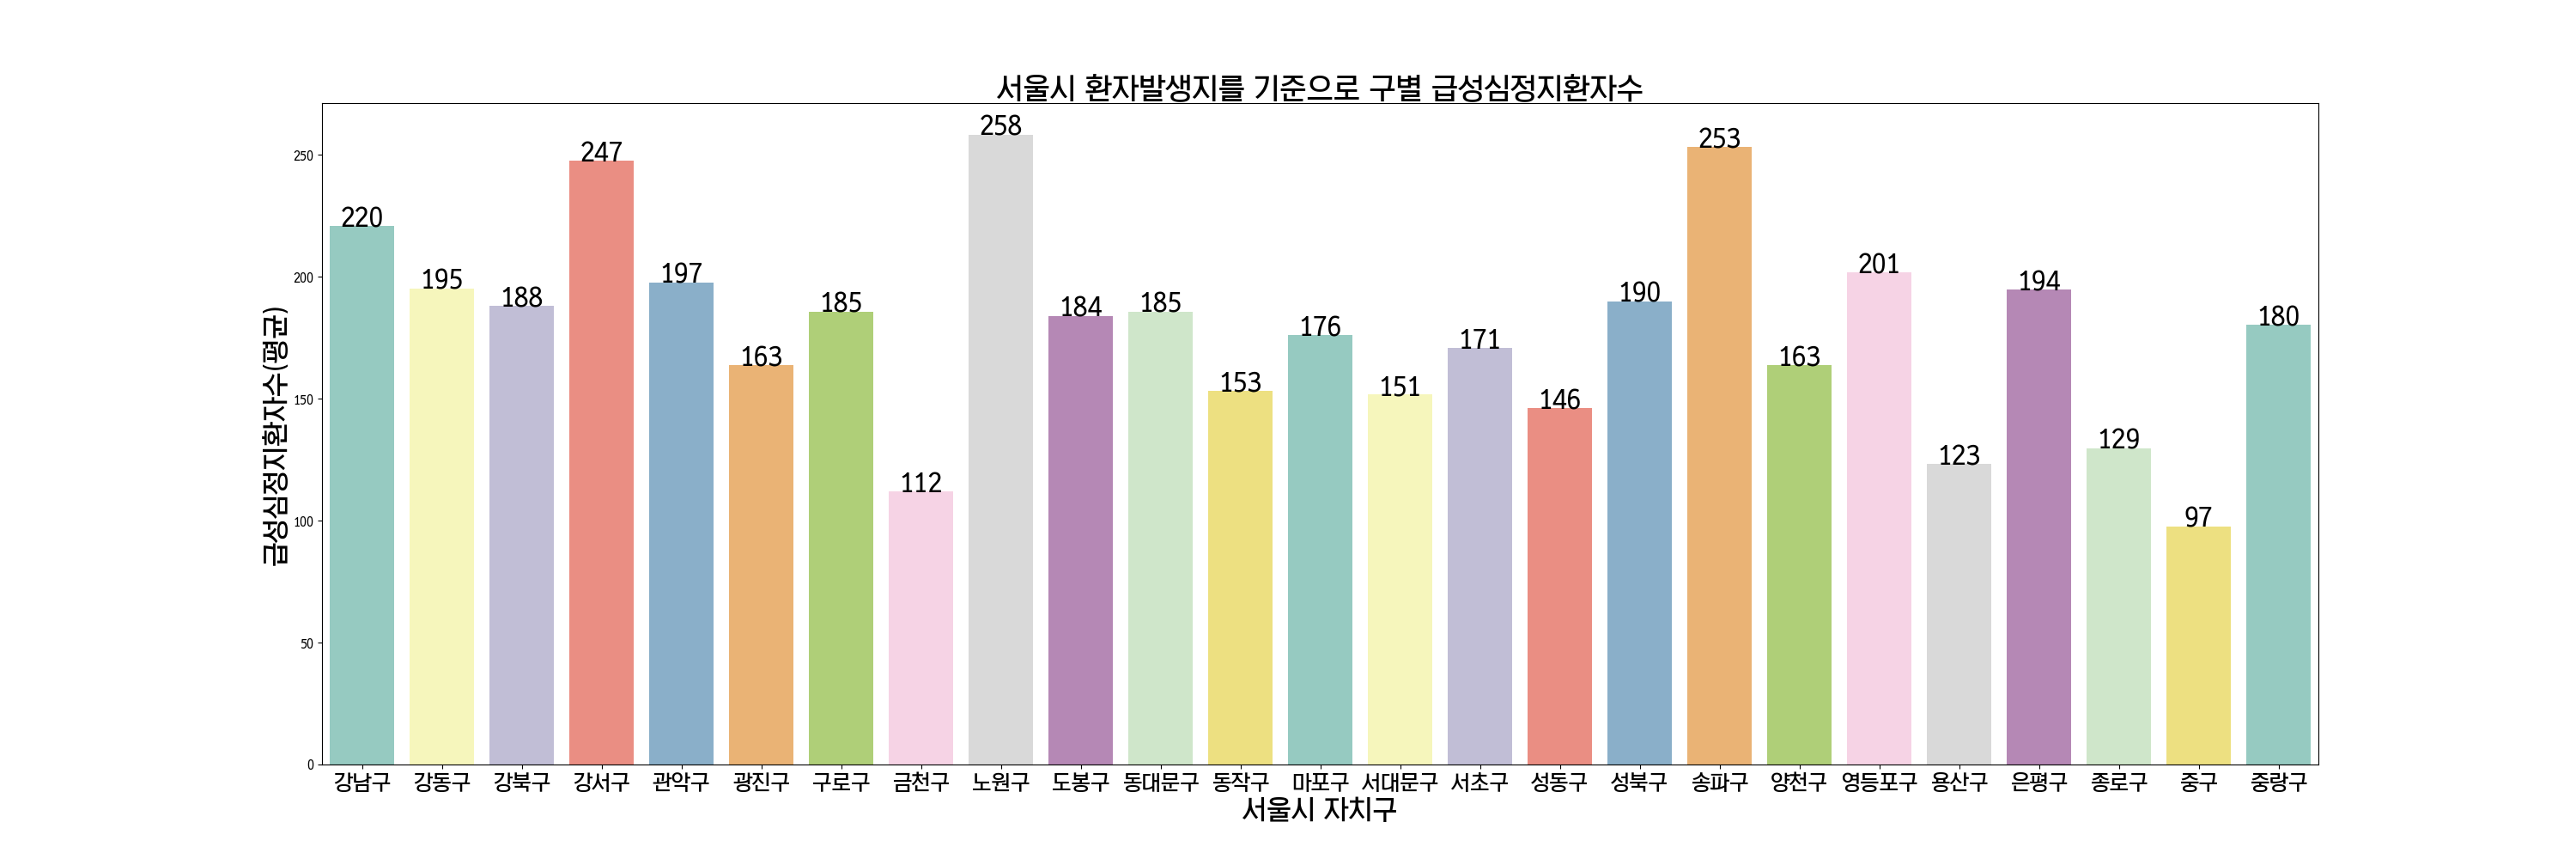 서울시 환자발생지를 기준으로 구별 급성심정지환자수
급성심정지환자수(평균)
250
200
150
100
50
0
220 195 188 247 197 163 185 112 258 184 185 153 176 151 171 146 190 253 163 201 123 194 129 97 180
강남구 강동구 강북구 강서구 관악구 광진구 구로구 금천구 노원구 도봉구 동대문구 동작구 마포구 서대문구 서초구 성동구 성북구 송파구 양천구 영등포구 용산구 은평구 종로구 중구 중랑구
서울시 자치구